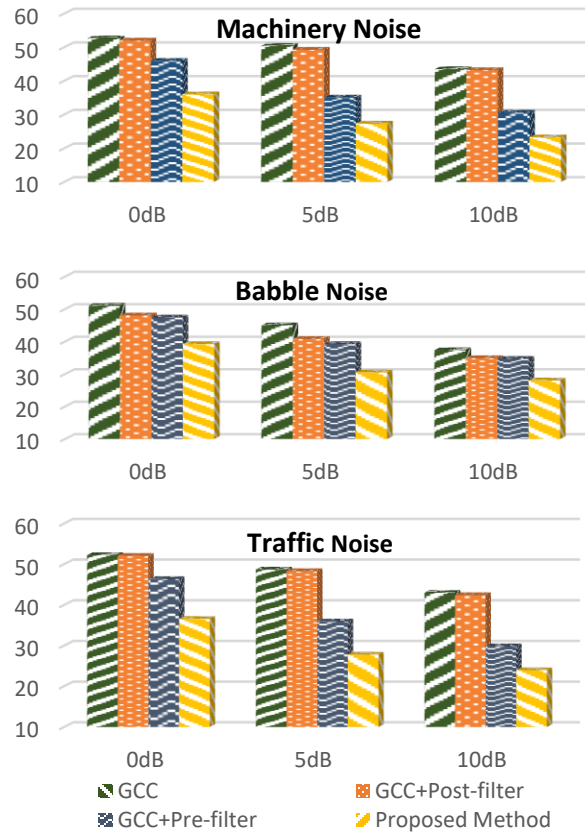 Machinery Noise
60
50
40
30
20
10
0dB 5dB 10dB
Babble Noise
60
50
40
30
20
10
0dB 5dB 10dB
Traffic Noise
60
50
40
30
20
10
0dB 5dB 10dB
GCC GCC+Post-filter
GCC+Pre-filter Proposed Method